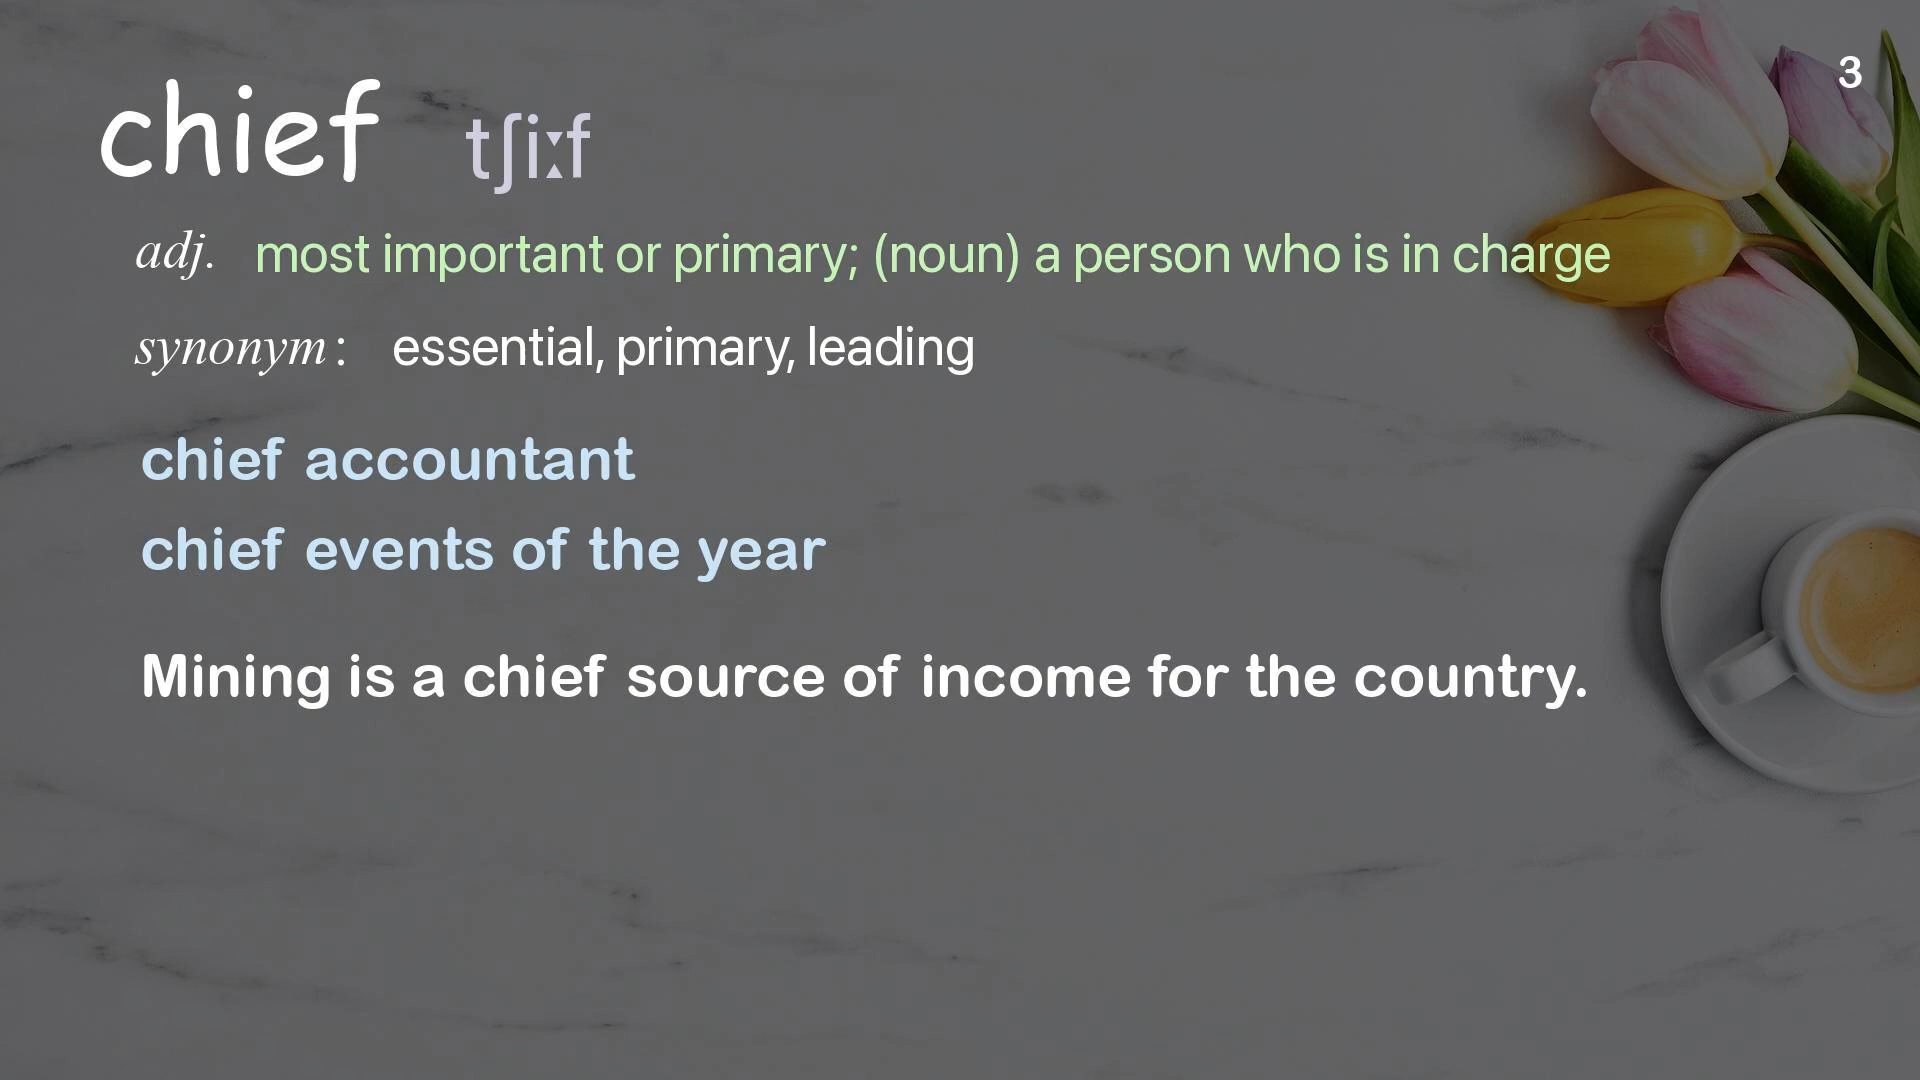 3
chief tʃiːf
adj. most important or primary; (noun) a person who is in charge
synonym: essential, primary, leading
chief accountant
chief events of the year
Mining is a chief source of income for the country.